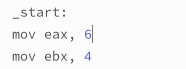 _start:
mov eax, 6
mov ebx, 4